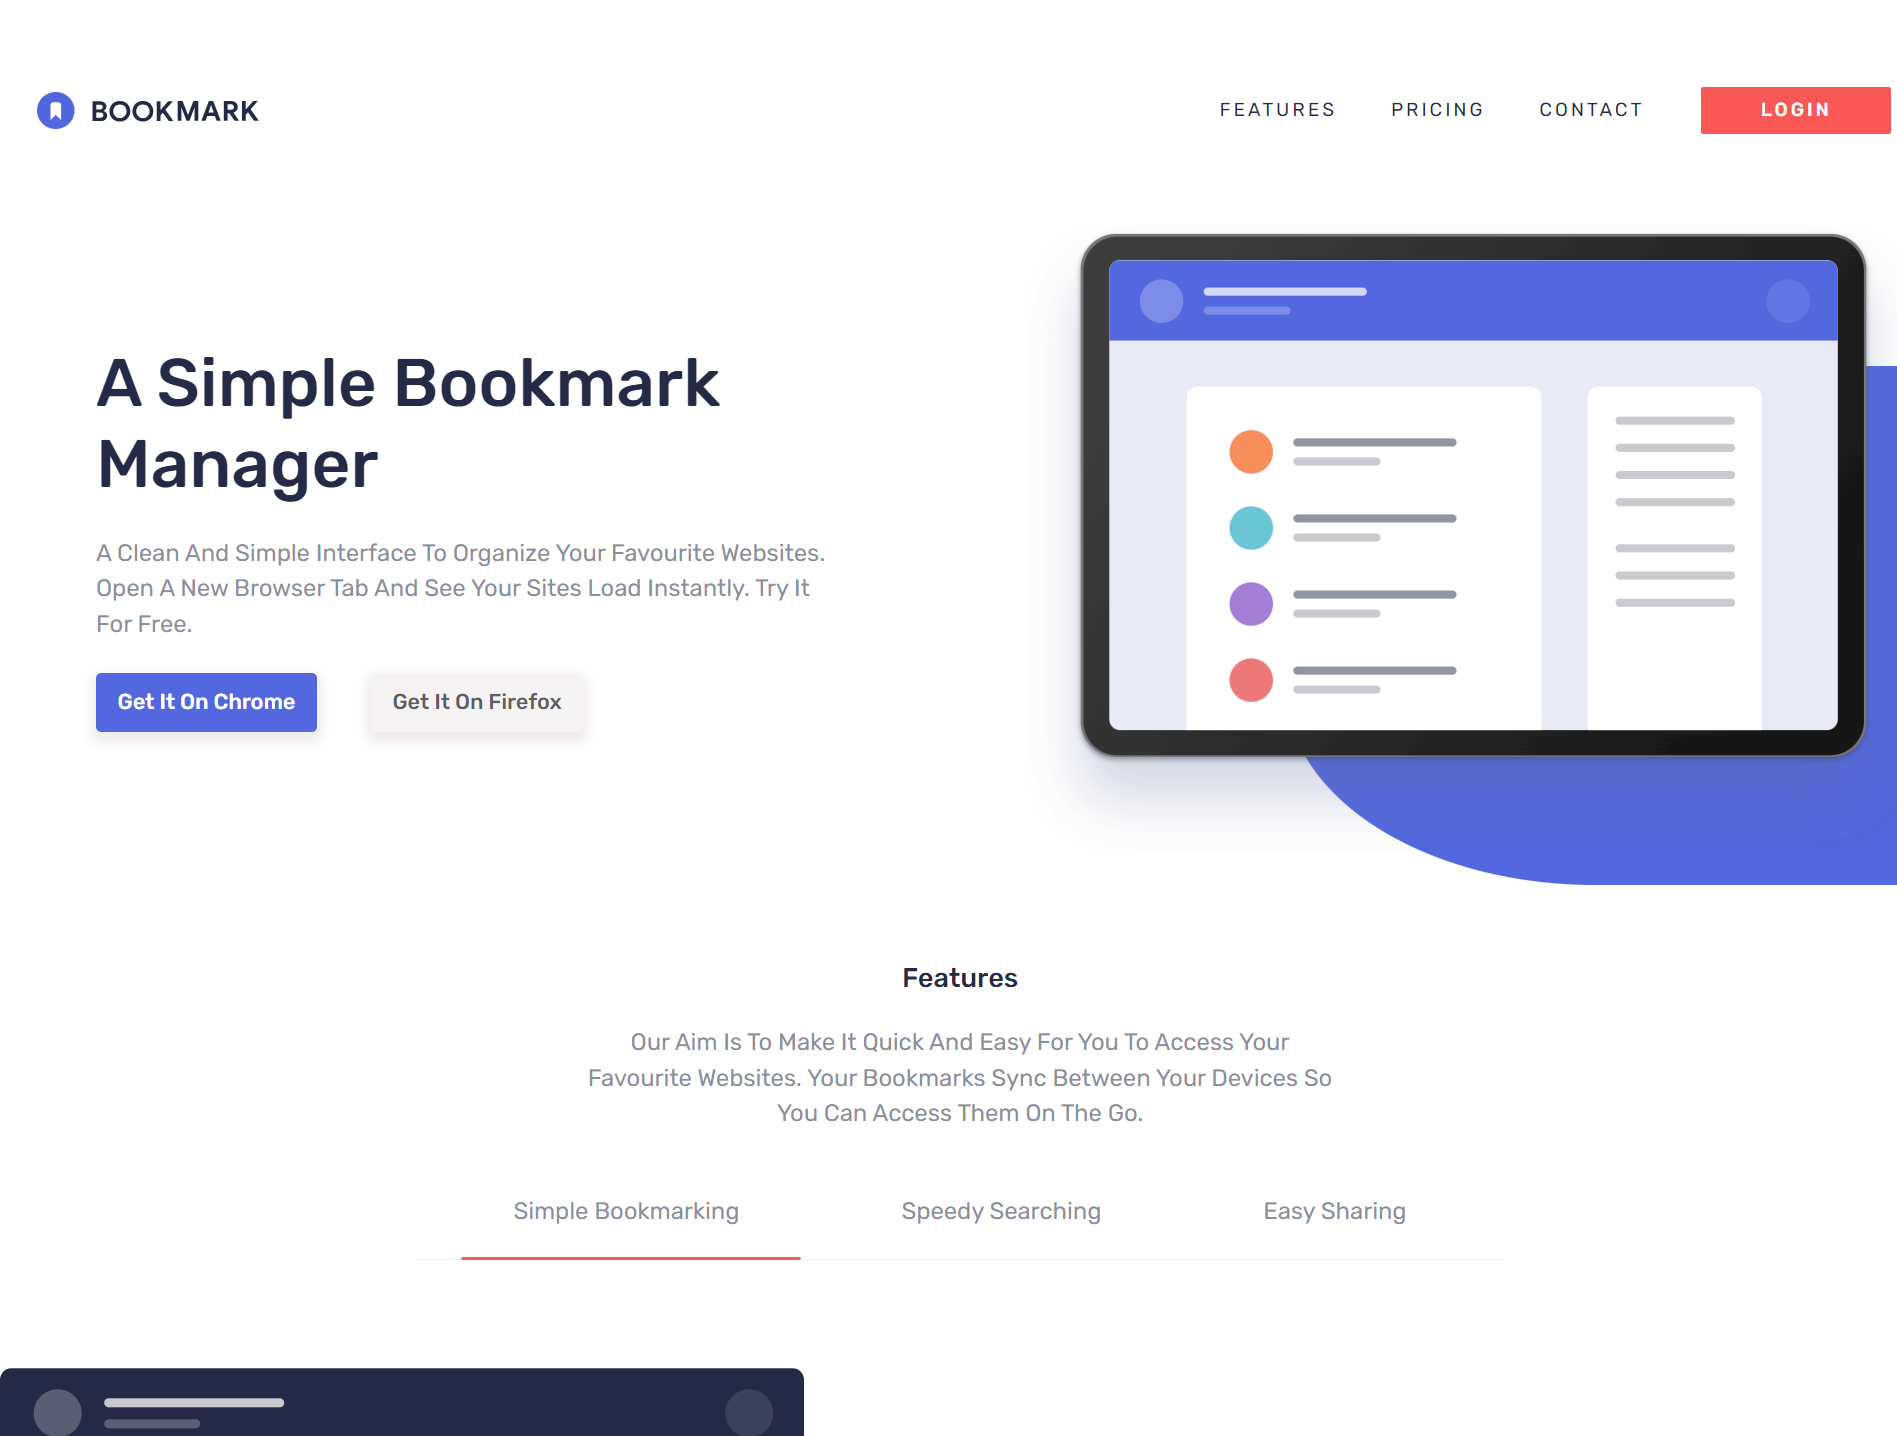 BOOKMARK
FEATURES PRICING CONTACT LOGIN
A Simple Bookmark
Manager
A Clean And Simple Interface To Organize Your Favourite Websites.
Open A New Browser Tab And See Your Sites Load Instantly. Try It
For Free.
Get It On Chrome Get It On Firefox
Features
Our Aim Is To Make It Quick And Easy For You To Access Your
Favourite Websites. Your Bookmarks Sync Between Your Devices So
You Can Access Them On The Go.
Simple Bookmarking Speedy Searching Easy Sharing